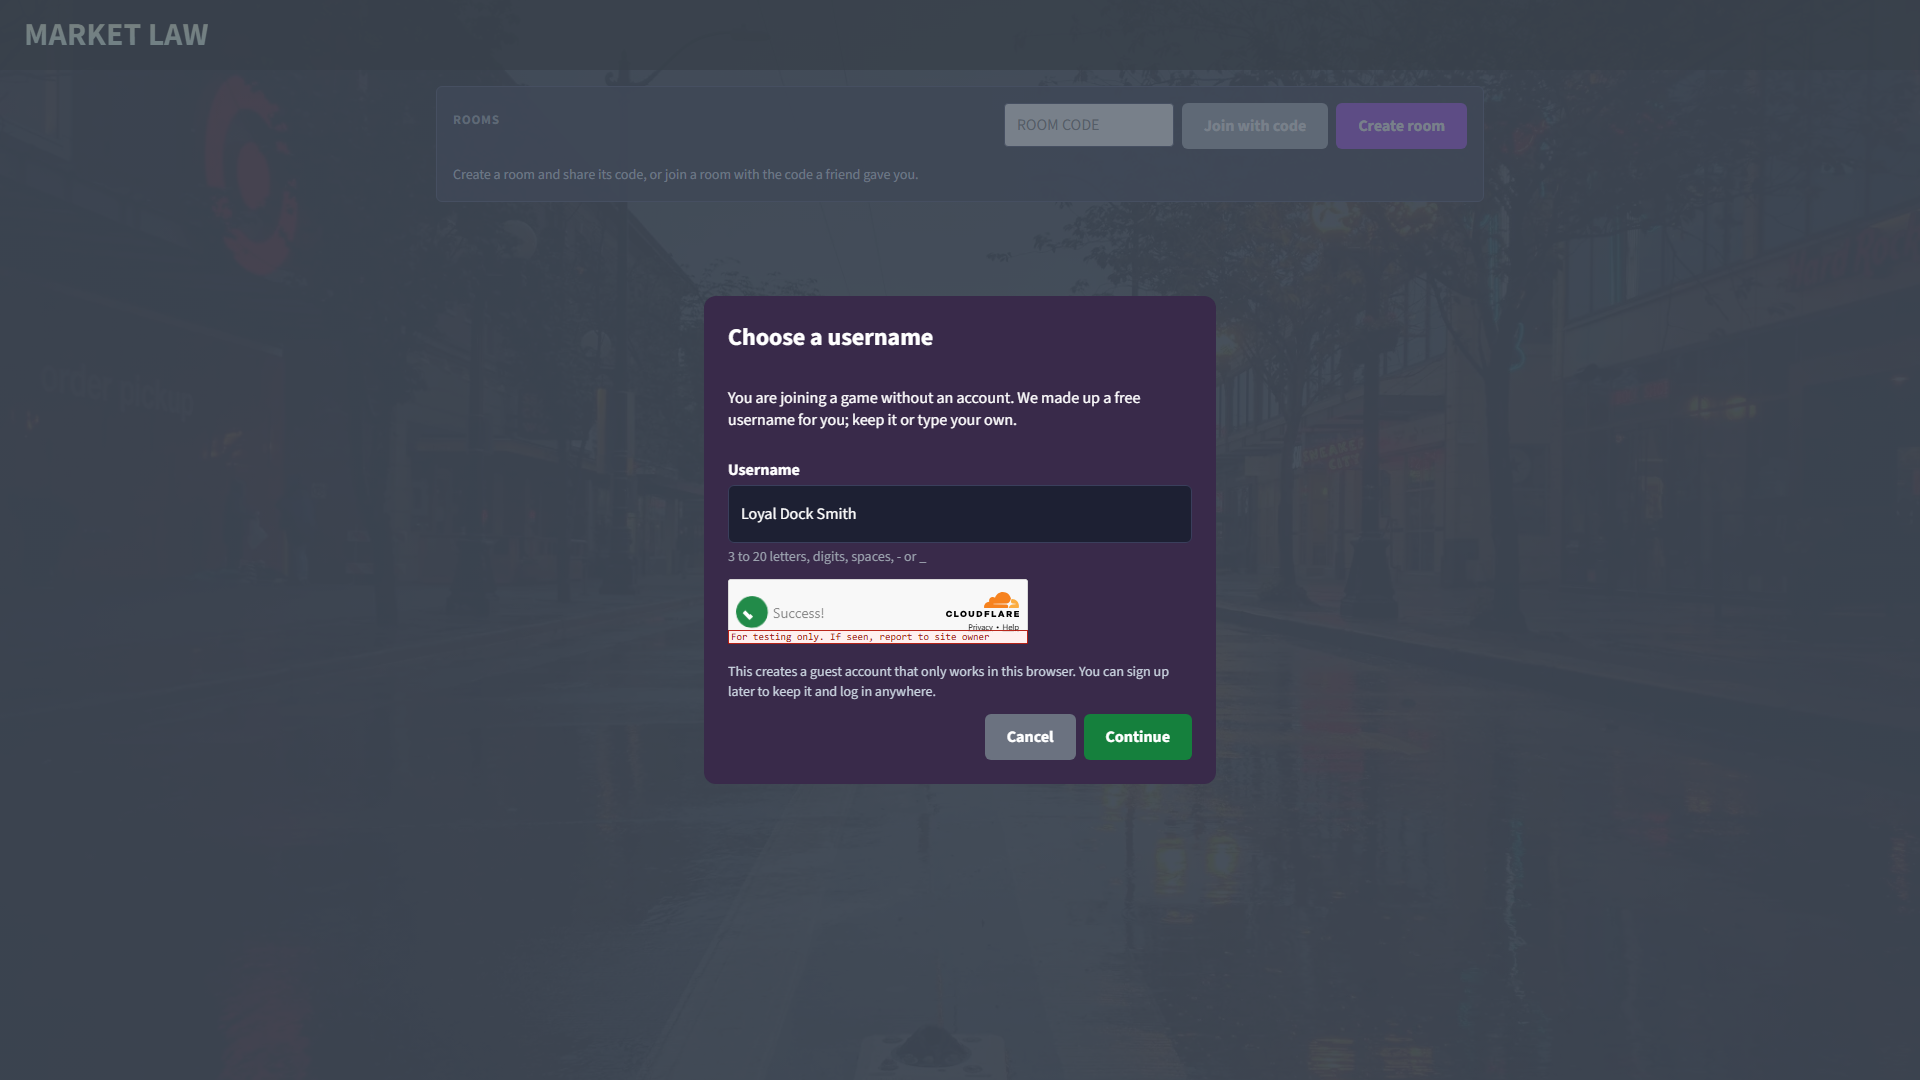 MARKET LAW
ROOMS
ROOM CODE
Join with code
Create room
Create a room and share its code, or join a room with the code a friend gave you.
order pickup
SNEAKER
CITY
Choose a username
You are joining a game without an account. We made up a free
username for you; keep it or type your own.
Username
Loyal Dock Smith
3 to 20 letters, digits, spaces, - or _
Success!
CLOUDFLARE
Privacy • Help
For testing only. If seen, report to site owner
This creates a guest account that only works in this browser. You can sign up
later to keep it and log in anywhere.
Cancel
Continue